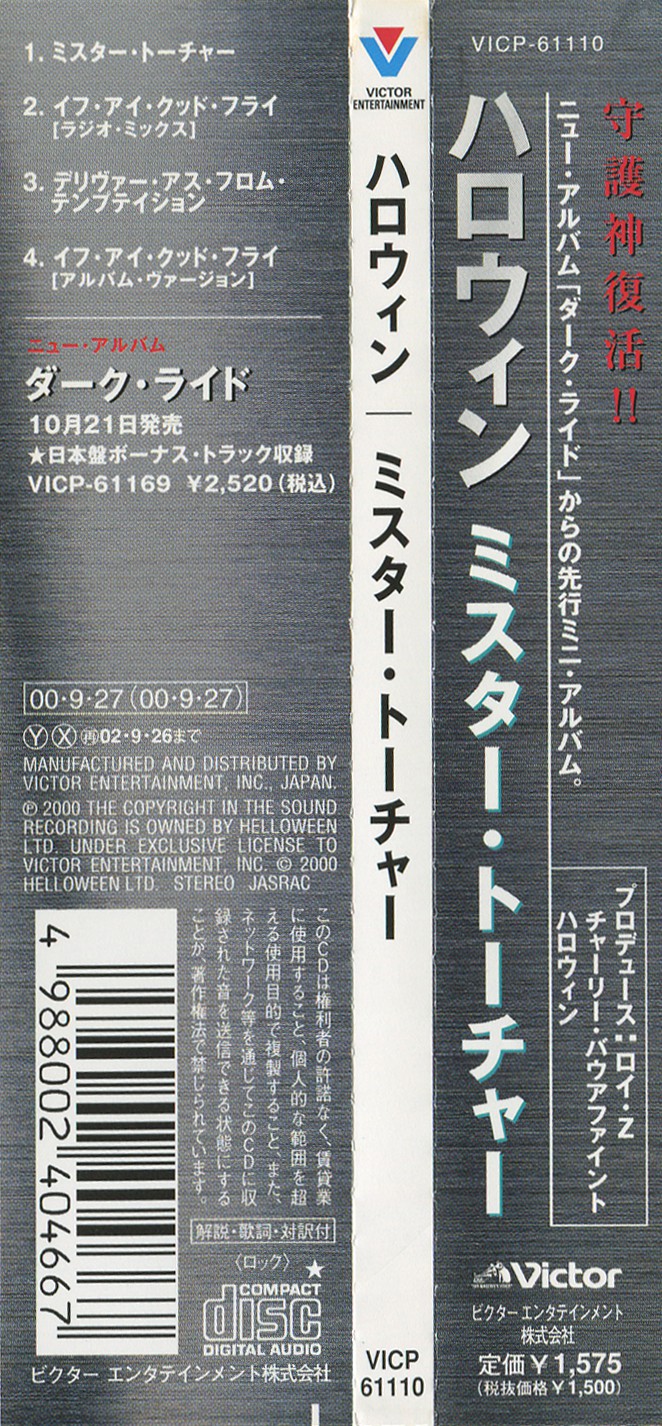 1. ミスター・トーチャー
2. イフ・アイ・クッド・フライ
[ラジオ・ミックス]
3. デリヴァー・アス・フロム・
テンプテイション
4. イフ・アイ・クッド・フライ
[アルバム・ヴァージョン]
ニュー・アルバム
ダーク・ライド
10月21日発売
★日本盤ボーナス・トラック収録
VICP-61169 ¥2,520(税込)
00・9・27(00・9・27)
Ⓨ Ⓧ ㊢02・9・26まで
MANUFACTURED AND DISTRIBUTED BY
VICTOR ENTERTAINMENT, INC., JAPAN.
℗ 2000 THE COPYRIGHT IN THE SOUND
RECORDING IS OWNED BY HELLOWEEN
LTD. UNDER EXCLUSIVE LICENSE TO
VICTOR ENTERTAINMENT, INC. © 2000
HELLOWEEN LTD. STEREO JASRAC
このCDは権利者の許諾なく、賃貸業
に使用すること、個人的な範囲を超
える使用目的で複製すること、また、
ネットワーク等を通じてこのCDに収
録された音を送信できる状態にする
ことが、著作権法で禁じられています。
4 988002 404667
解説・歌詞・対訳付
〈ロック〉 ★
COMPACT
disc
DIGITAL AUDIO
ビクター エンタテインメント株式会社
VICTOR
ENTERTAINMENT
ハロウィン│ミスター・トーチャー
VICP
61110
VICP-61110
守護神復活!!
ニュー・アルバム「ダーク・ライド」からの先行ミニ・アルバム。
ハロウィン ミスター・トーチャー
プロデュース:ロイ・Z
チャーリー・バウアファイント
ハロウィン
Victor
ビクター エンタテインメント
株式会社
定価¥1,575
(税抜価格¥1,500)